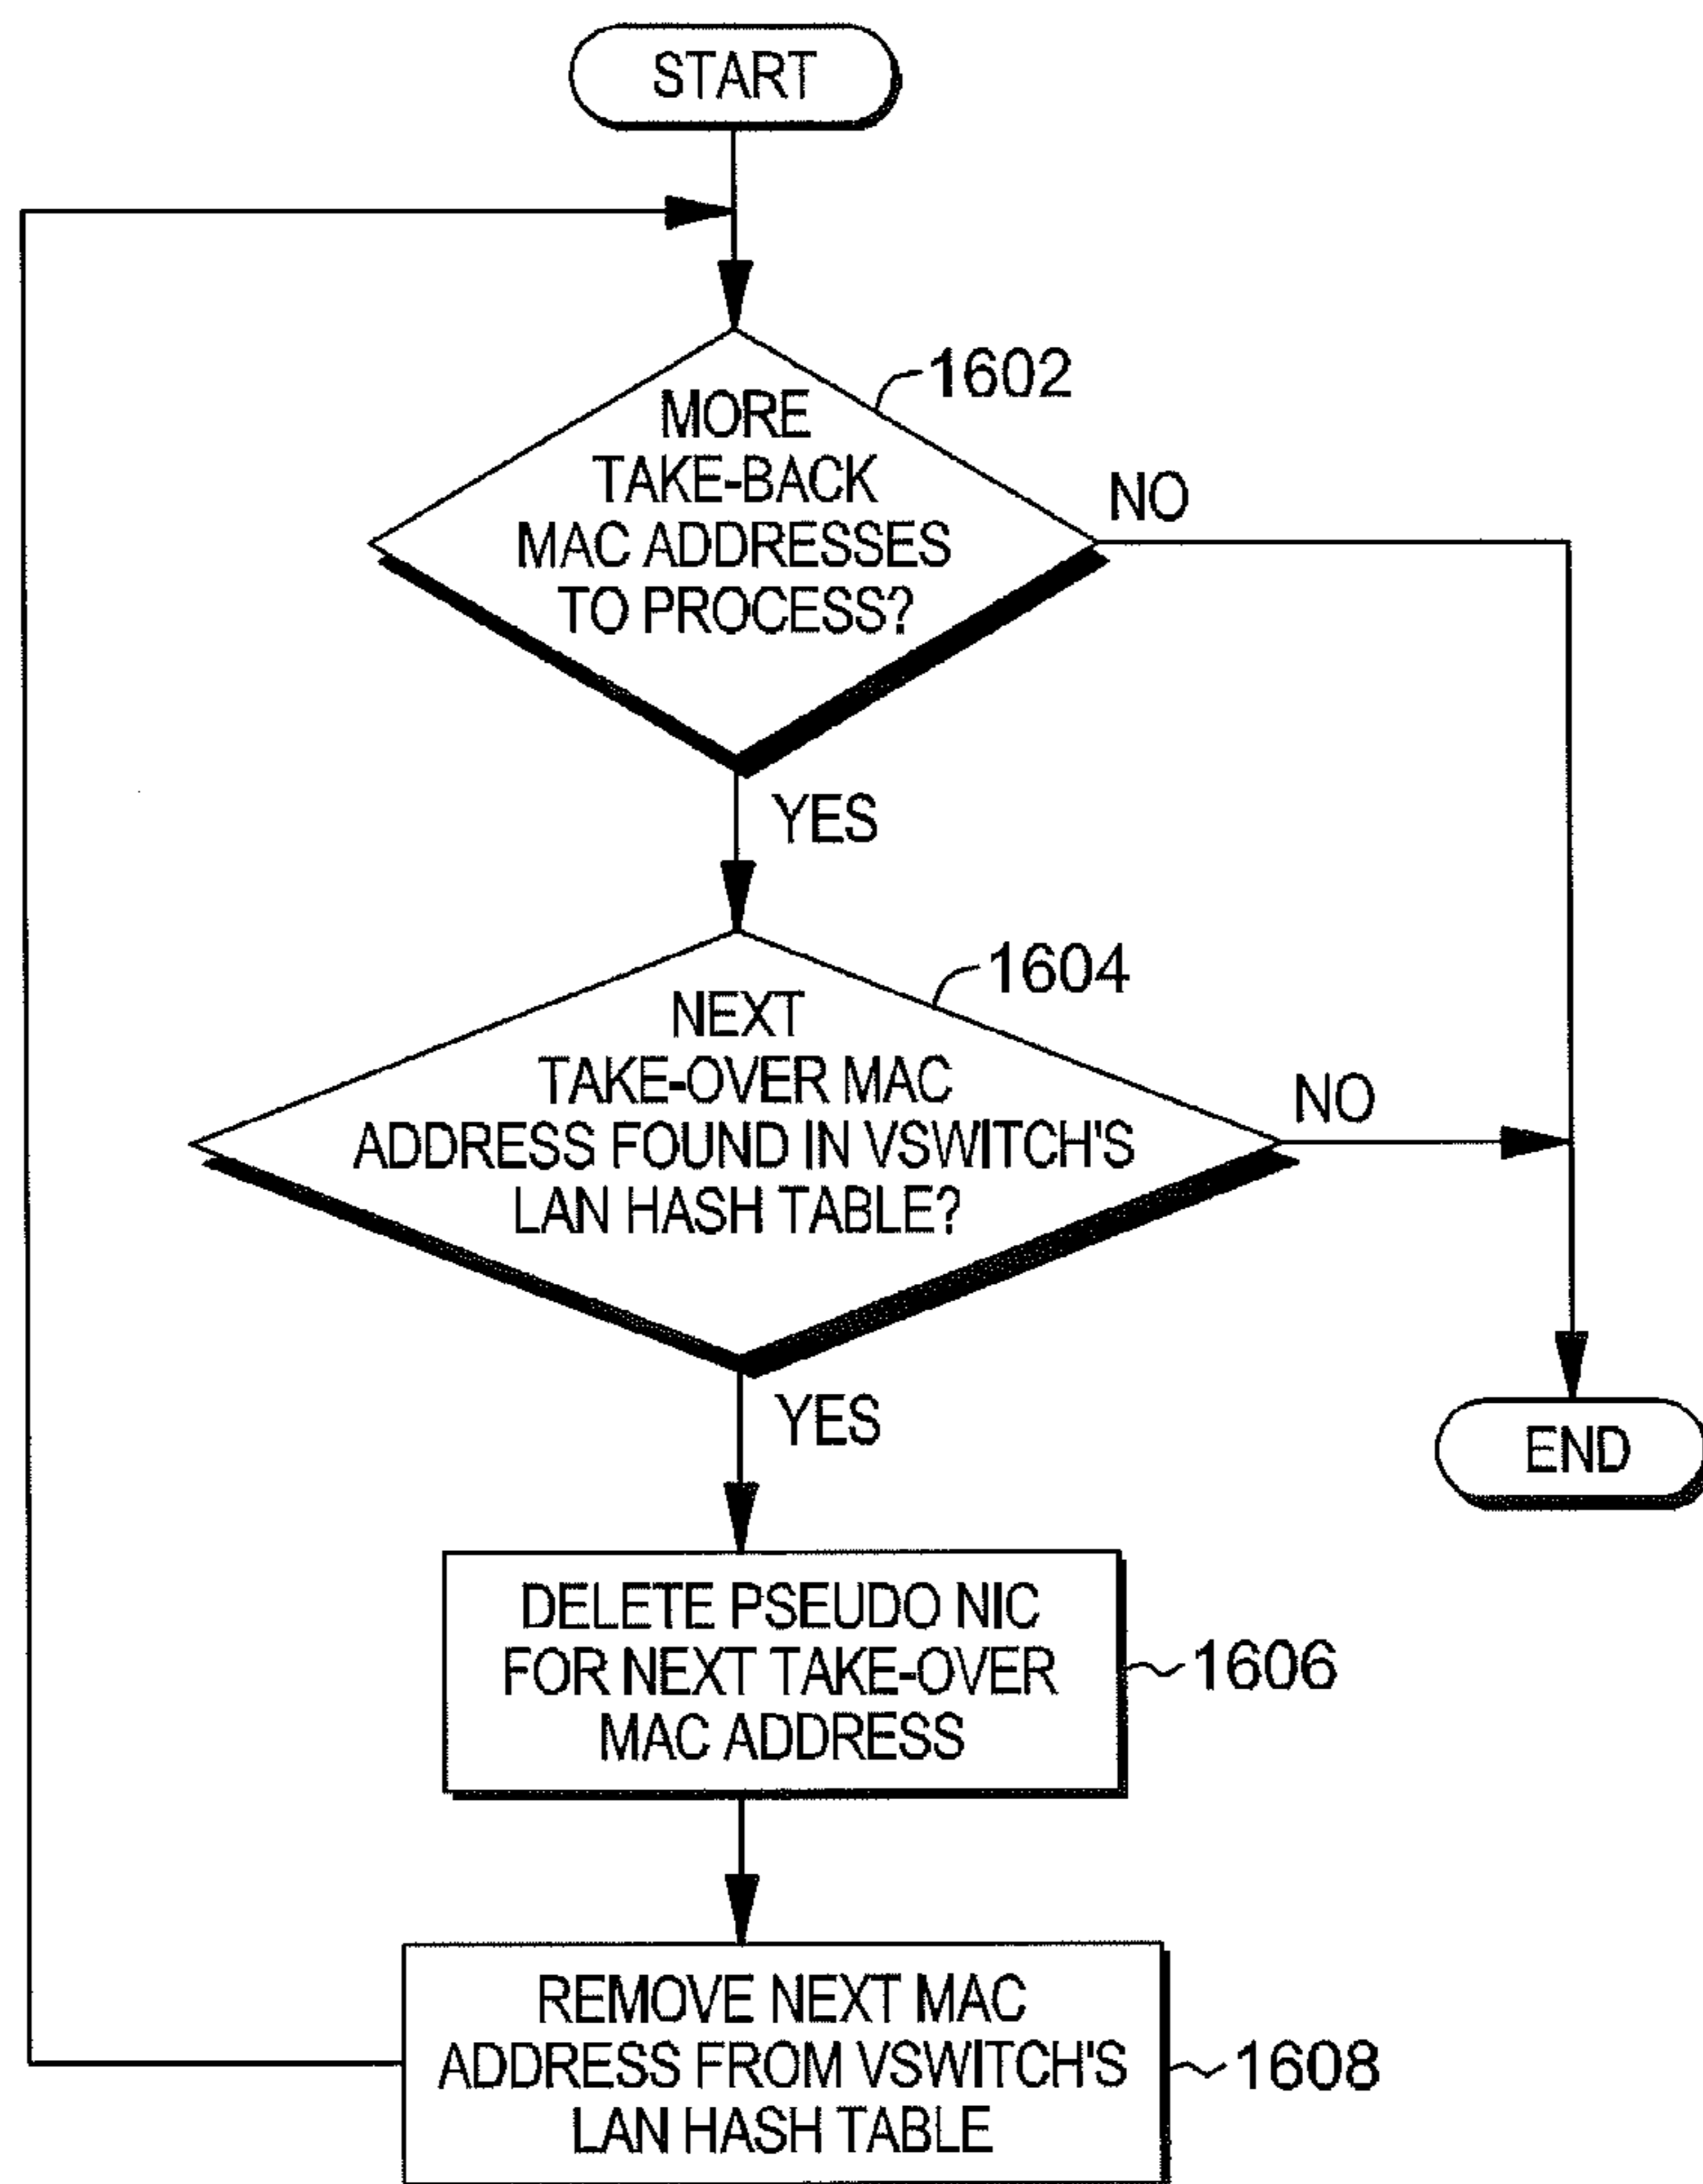 START
1602
MORE
TAKE-BACK
MAC ADDRESSES
TO PROCESS?
NO
YES
1604
NEXT
TAKE-OVER MAC
ADDRESS FOUND IN VSWITCH'S
LAN HASH TABLE?
NO
YES
END
DELETE PSEUDO NIC
FOR NEXT TAKE-OVER
MAC ADDRESS
1606
REMOVE NEXT MAC
ADDRESS FROM VSWITCH'S
LAN HASH TABLE
1608